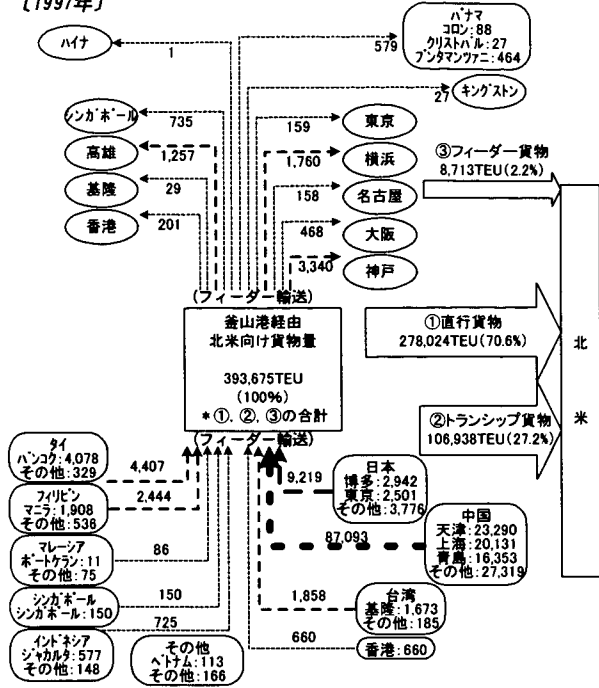 〔1997年〕
ハイナ
1
579
パナマ
コロン:88
クリストバル:27
プンタマンツァニ:464
27
キングストン
シンガポール
735
高雄
1,257
基隆
29
香港
201
159
東京
1,760
横浜
158
名古屋
468
大阪
3,340
神戸
③フィーダー貨物
8,713TEU(2.2%)
(フィーダー輸送)
釜山港経由
北米向け貨物量
393,675TEU
(100%)
*①,②,③の合計
(フィーダー輸送)
①直行貨物
278,024TEU(70.6%)
②トランシップ貨物
106,938TEU(27.2%)
北
米
タイ
バンコク:4,078
その他:329
4,407
フィリピン
マニラ:1,908
その他:536
2,444
マレーシア
ポートケラン:11
その他:75
86
シンガポール
シンガポール:150
150
インドネシア
ジャカルタ:577
その他:148
725
その他
ベトナム:113
その他:166
9,219
日本
博多:2,942
東京:2,501
その他:3,776
87,093
中国
天津:23,290
上海:20,131
青島:16,353
その他:27,319
1,858
台湾
基隆:1,673
その他:185
660
香港:660